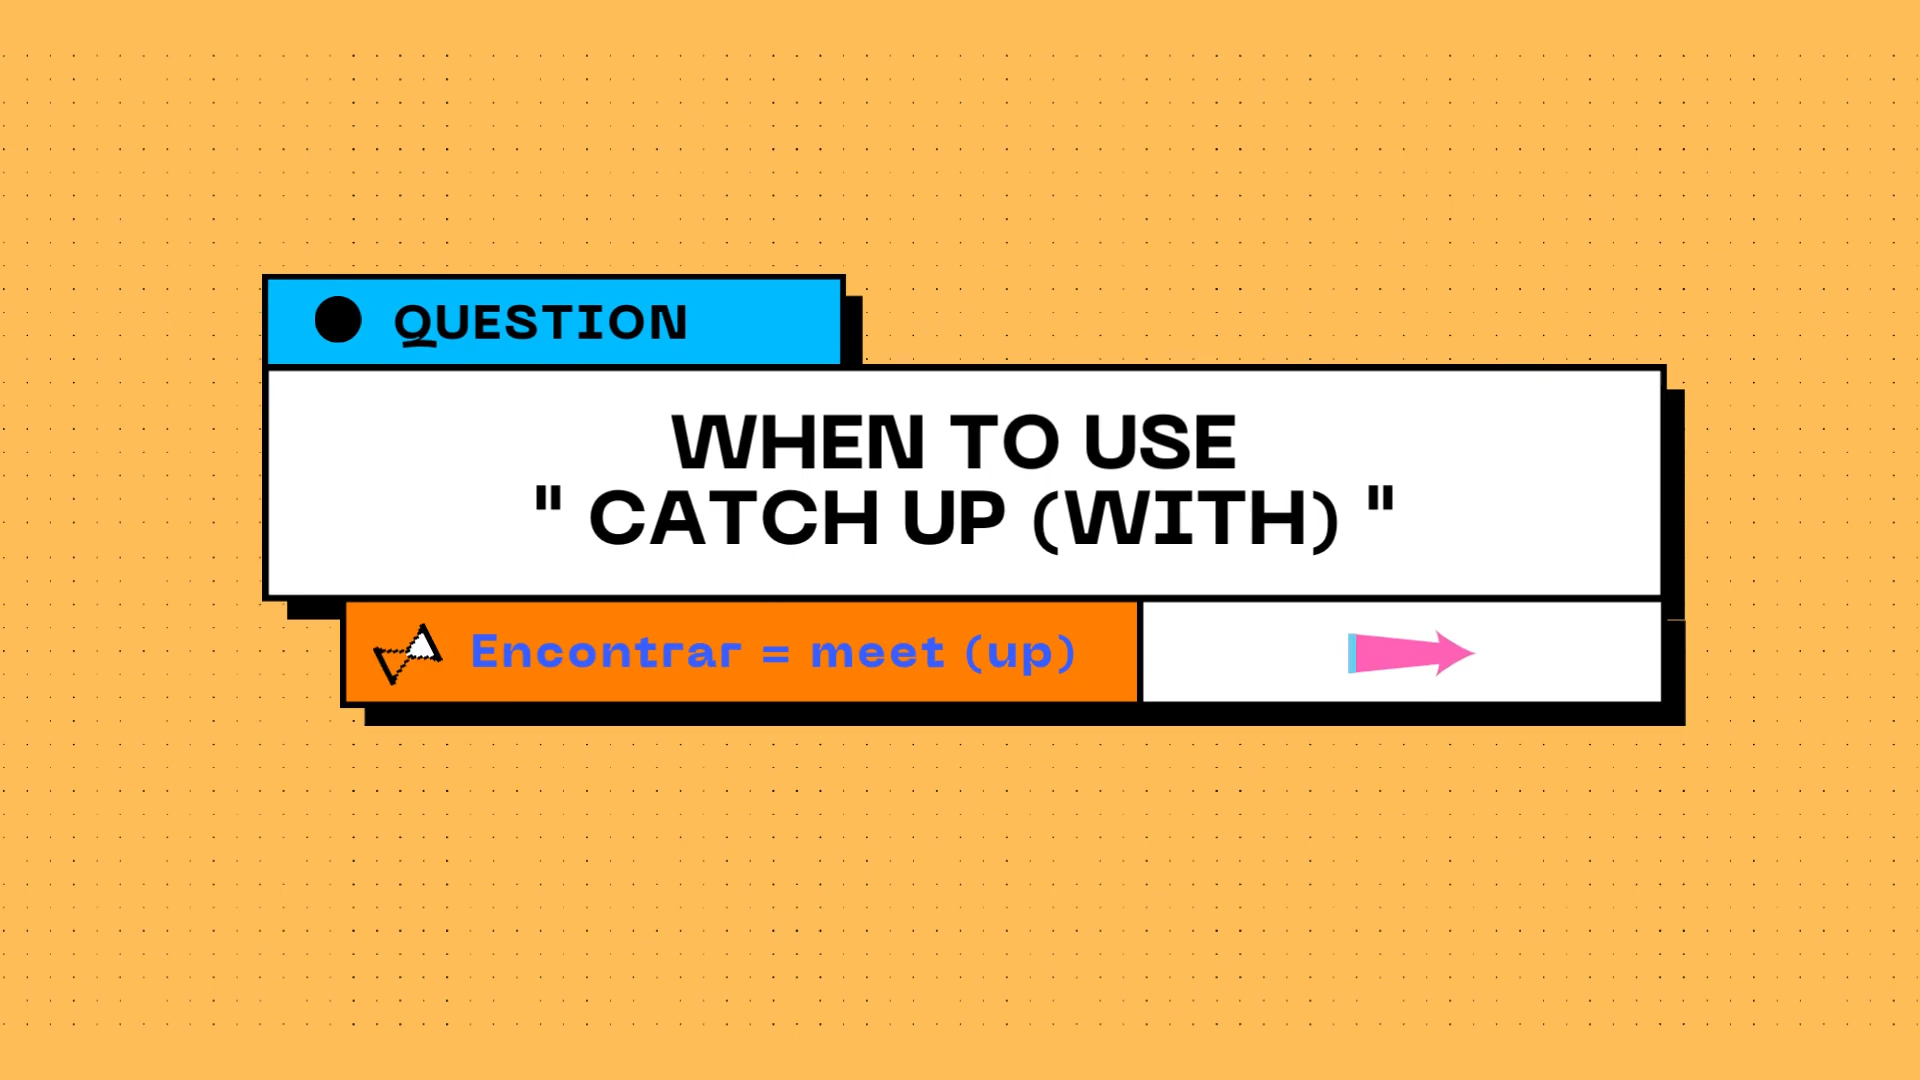 QUESTION
WHEN TO USE
" CATCH UP (WITH) "
Encontrar = meet (up)